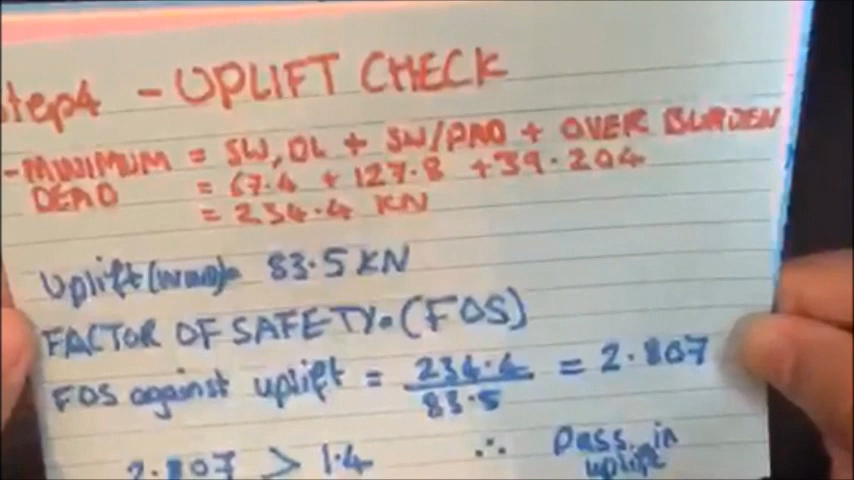 Step4 - UPLIFT CHECK
-MINIMUM = SW, DL + SW/PAD + OVER BURDEN
DEAD = 67.4 + 127.8 + 39.204
= 234.4 KN
Uplift (wind) = 83.5 KN
FACTOR OF SAFETY. (FOS)
FOS against uplift = 234.4 / 83.5 = 2.807
2.807 > 1.4 ∴ Pass in
uplift